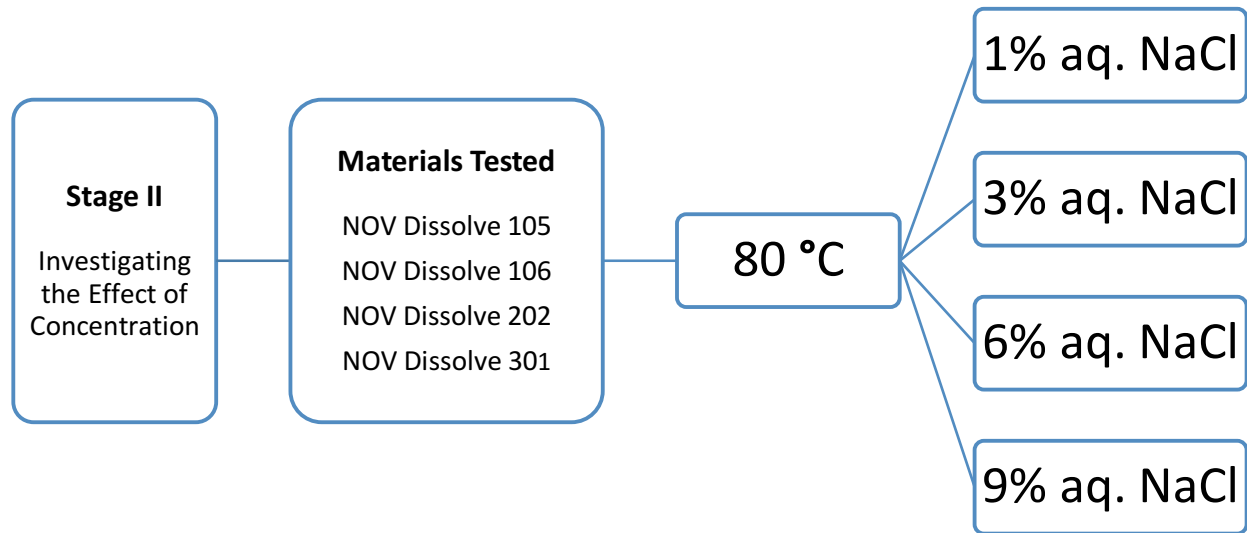 Stage II
Investigating
the Effect of
Concentration
Materials Tested
NOV Dissolve 105
NOV Dissolve 106
NOV Dissolve 202
NOV Dissolve 301
80 °C
1% aq. NaCl
3% aq. NaCl
6% aq. NaCl
9% aq. NaCl